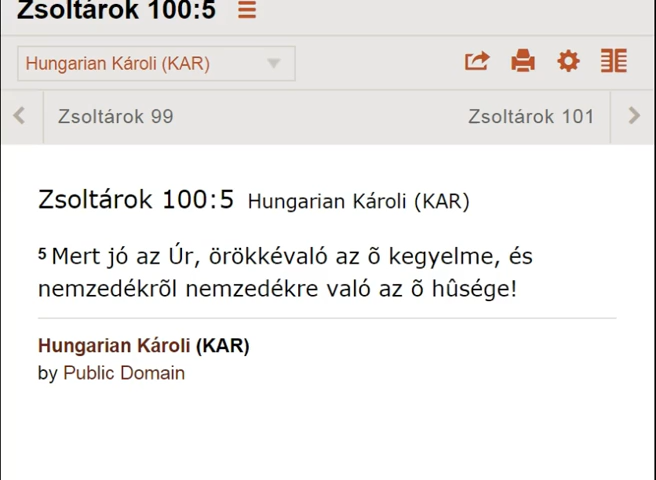 Zsoltárok 100:5
Hungarian Károli (KAR)
Zsoltárok 99
Zsoltárok 101
Zsoltárok 100:5 Hungarian Károli (KAR)
5 Mert jó az Úr, örökkévaló az õ kegyelme, és
nemzedékrõl nemzedékre való az õ hûsége!
Hungarian Károli (KAR)
by Public Domain